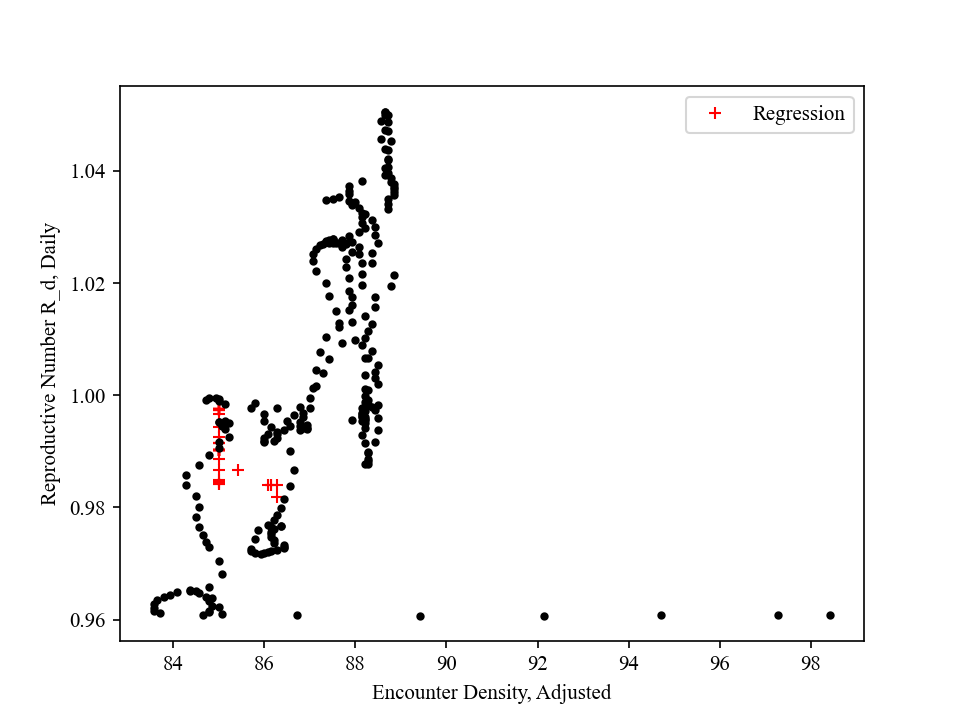 Regression
1.04
1.02
1.00
0.98
0.96
Reproductive Number R_d, Daily
84 86 88 90 92 94 96 98
Encounter Density, Adjusted